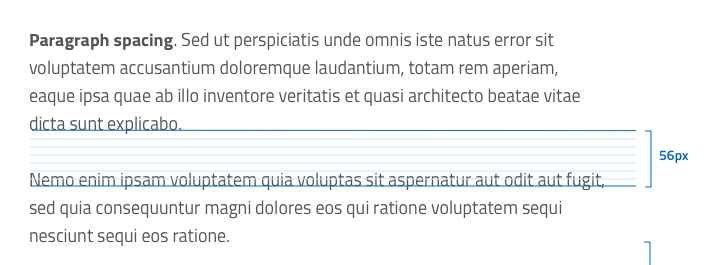 Paragraph spacing. Sed ut perspiciatis unde omnis iste natus error sit
voluptatem accusantium doloremque laudantium, totam rem aperiam,
eaque ipsa quae ab illo inventore veritatis et quasi architecto beatae vitae
dicta sunt explicabo.
56px
Nemo enim ipsam voluptatem quia voluptas sit aspernatur aut odit aut fugit,
sed quia consequuntur magni dolores eos qui ratione voluptatem sequi
nesciunt sequi eos ratione.